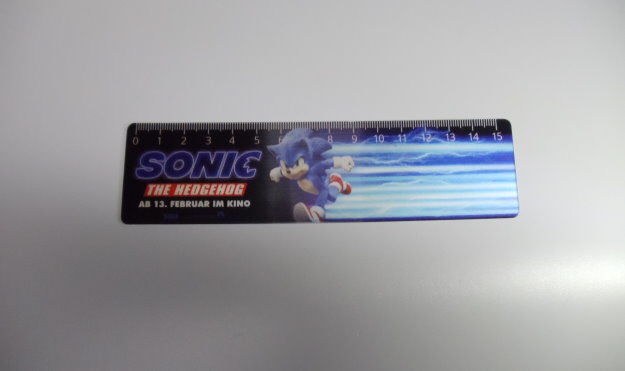 0 1 2 3 4 5 6 7 8 9 10 11 12 13 14 15
SONIC
THE HEDGEHOG
AB 13. FEBRUAR IM KINO